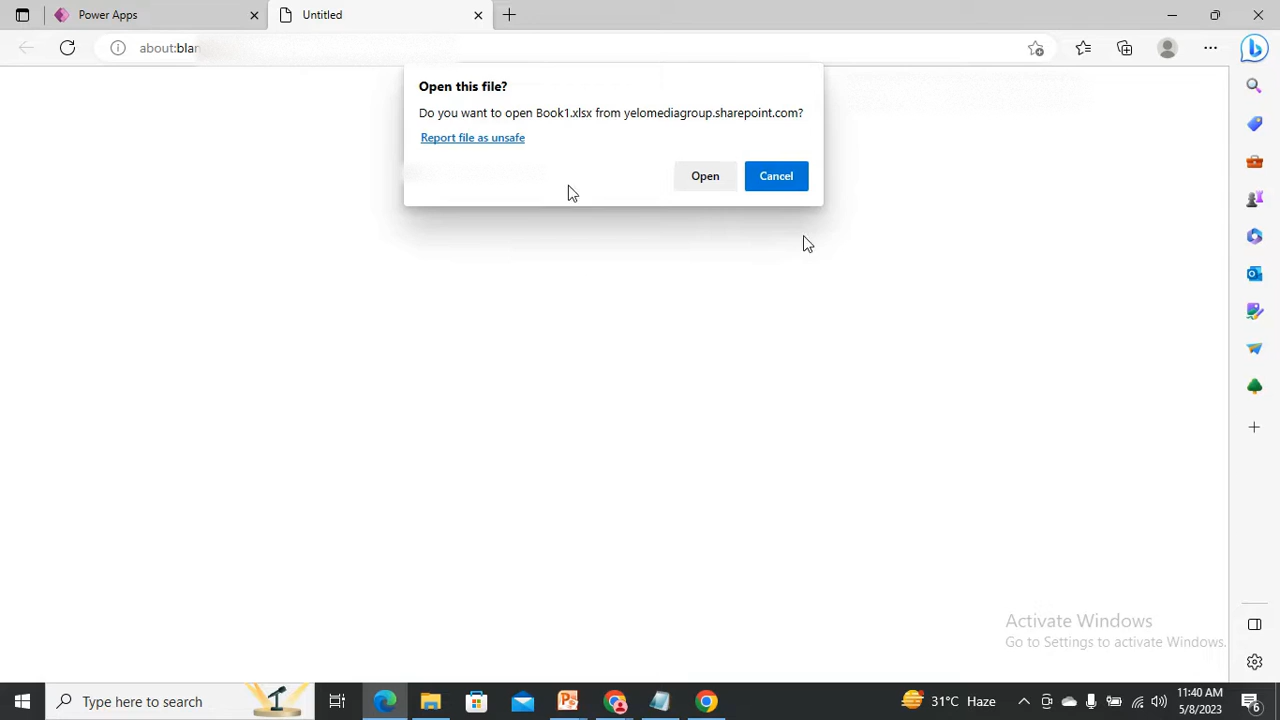 Power Apps
Untitled
about:blan
Open this file?
Do you want to open Book1.xlsx from yelomediagroup.sharepoint.com?
Report file as unsafe
Open
Cancel
Activate Windows
Go to Settings to activate Windows.
Type here to search
31°C Haze
11:40 AM
5/8/2023
6